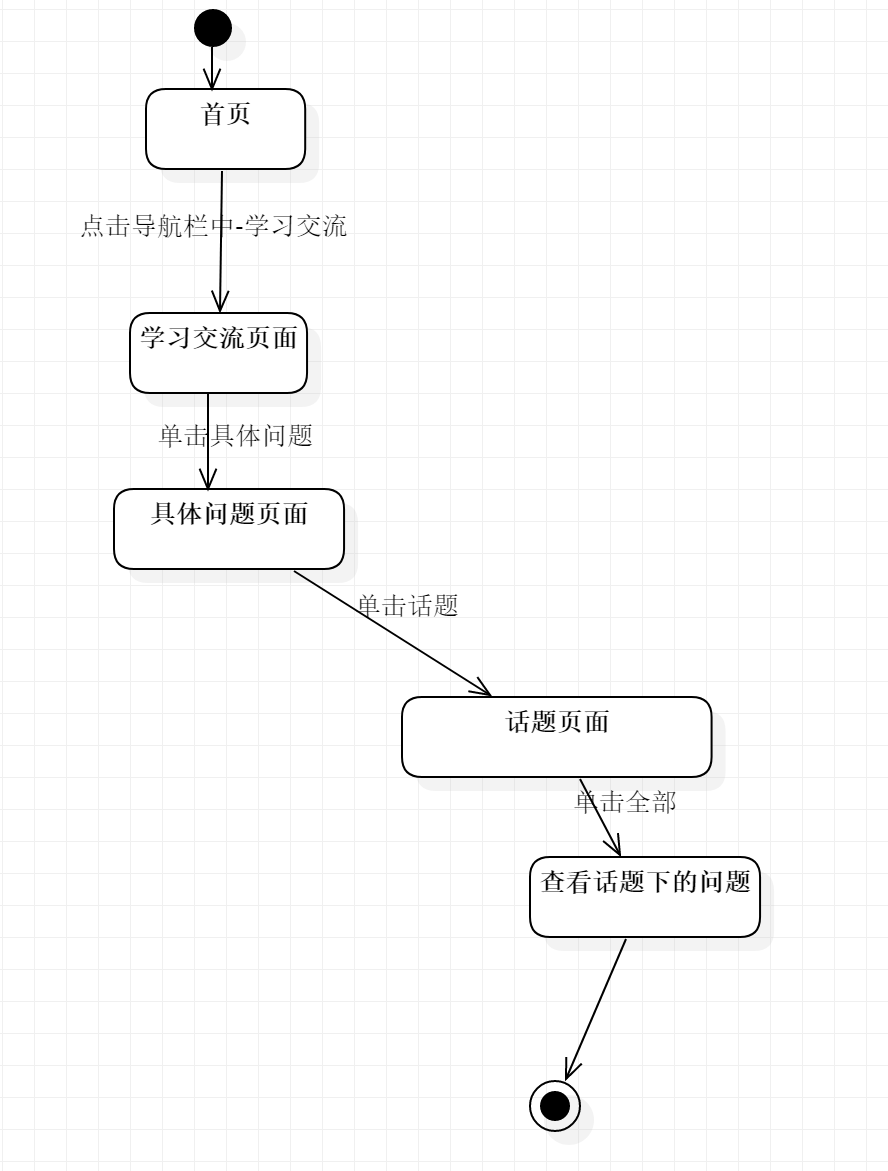 首页
点击导航栏中-学习交流
学习交流页面
单击具体问题
具体问题页面
单击话题
话题页面
单击全部
查看话题下的问题